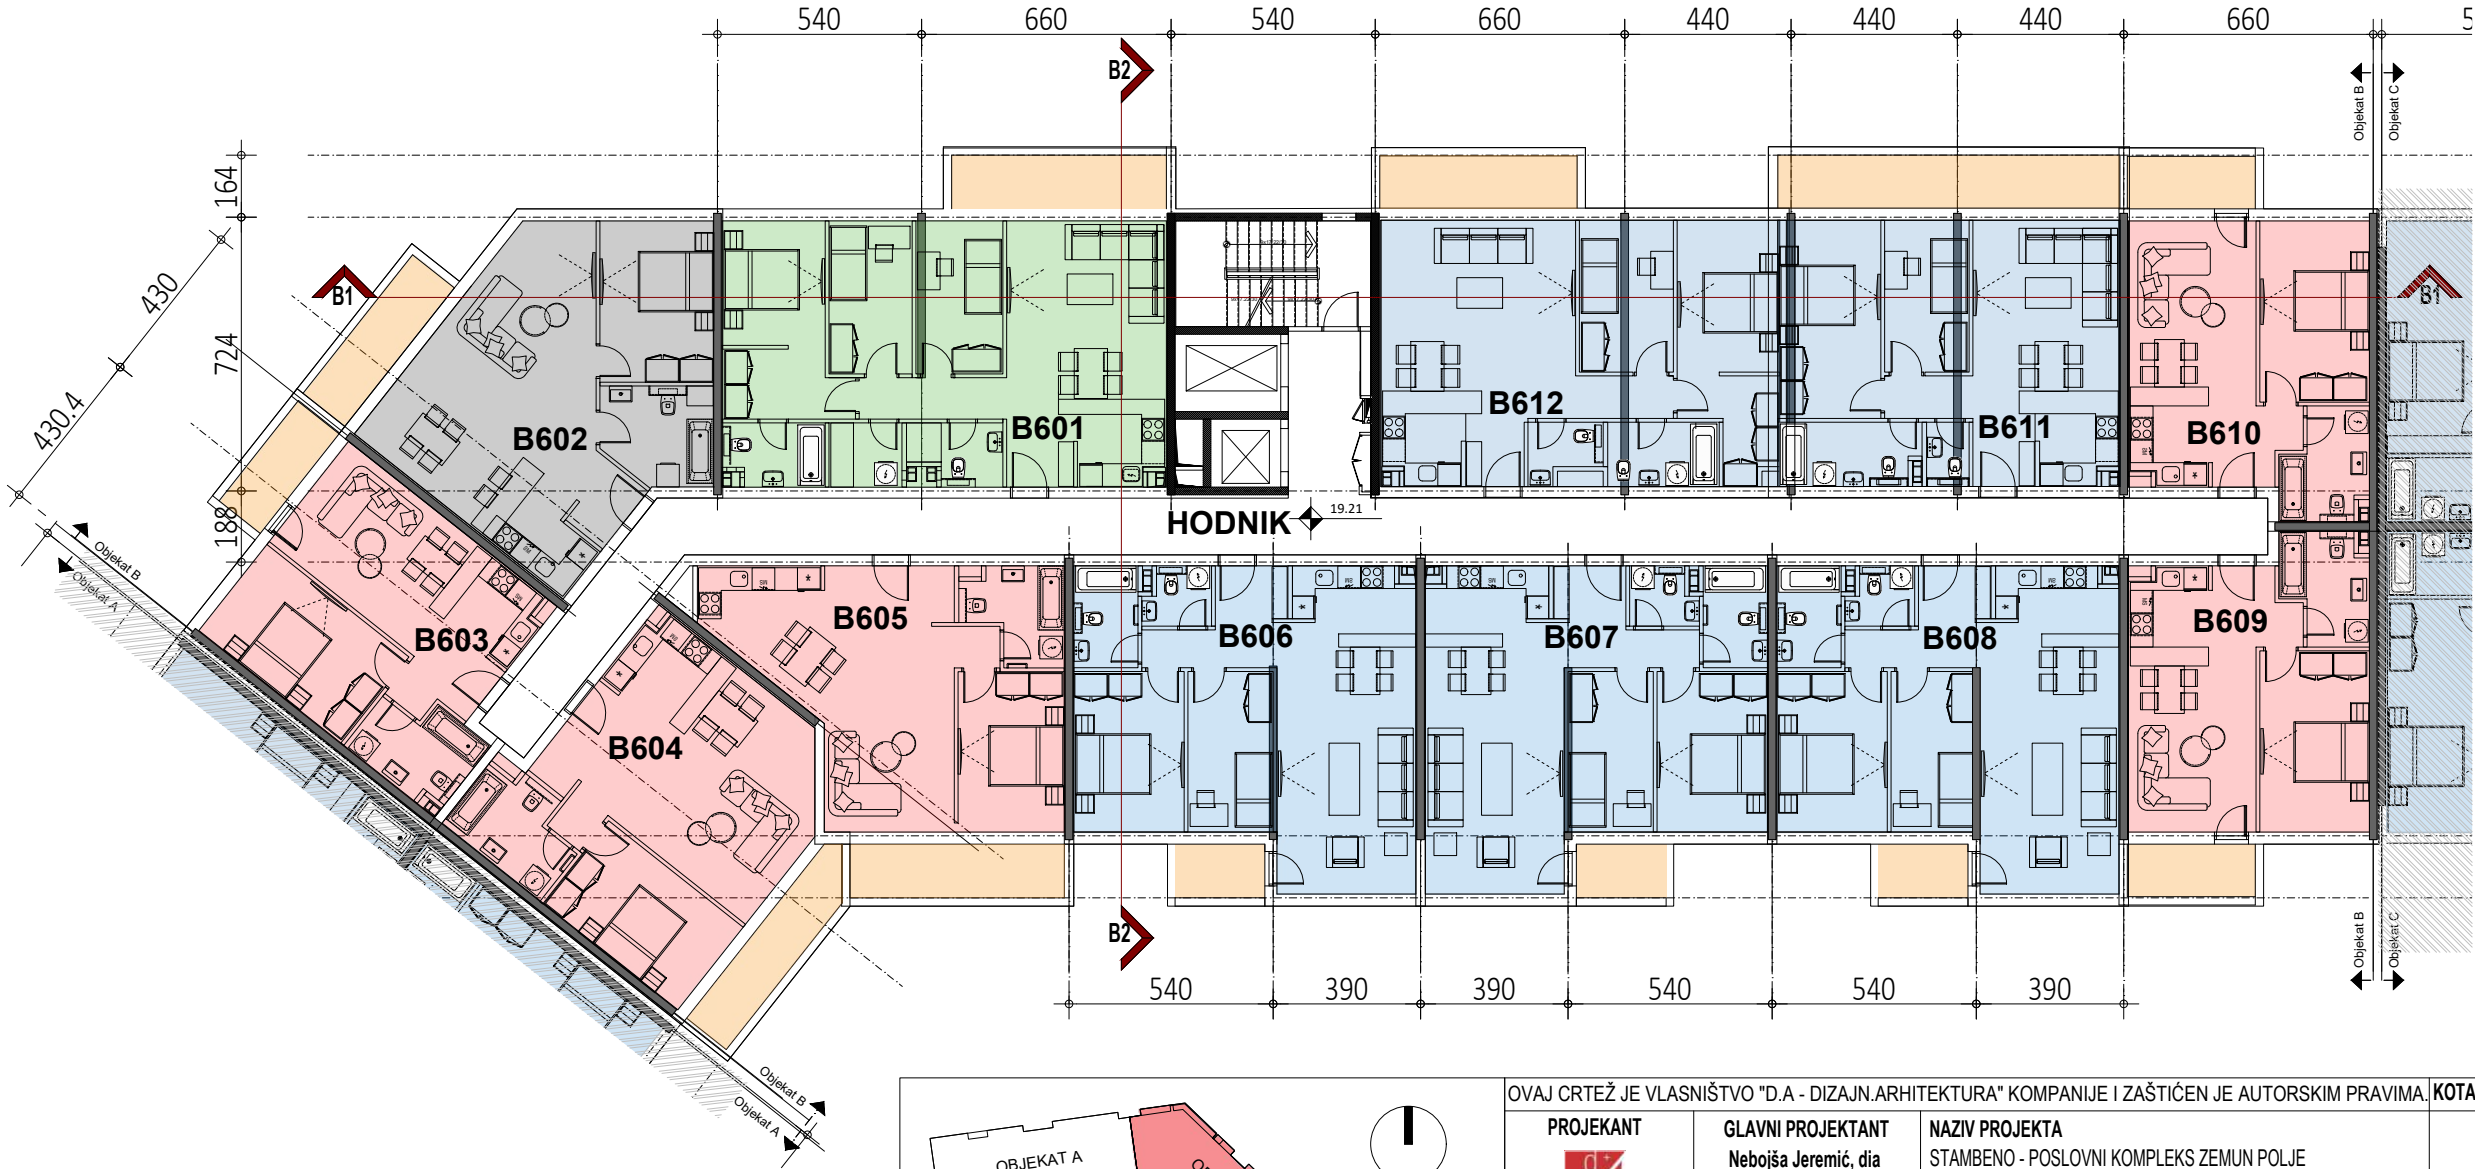 540 660 540 660 440 440 440 660
B2
Objekat B
Objekat C
164
430
724
430.4
188
B1
B1
B602
B601
B612
B611
B610
HODNIK
19.21
Objekat B
Objekat A
B603
B605
B606
B607
B608
B609
B604
B2
Objekat B
Objekat C
540 390 390 540 540 390
Objekat B
Objekat A
OBJEKAT A
OVAJ CRTEŽ JE VLASNIŠTVO "D.A - DIZAJN.ARHITEKTURA" KOMPANIJE I ZAŠTIĆEN JE AUTORSKIM PRAVIMA.
KOTA
PROJEKANT
GLAVNI PROJEKTANT
Nebojša Jeremić, dia
NAZIV PROJEKTA
STAMBENO - POSLOVNI KOMPLEKS ZEMUN POLJE